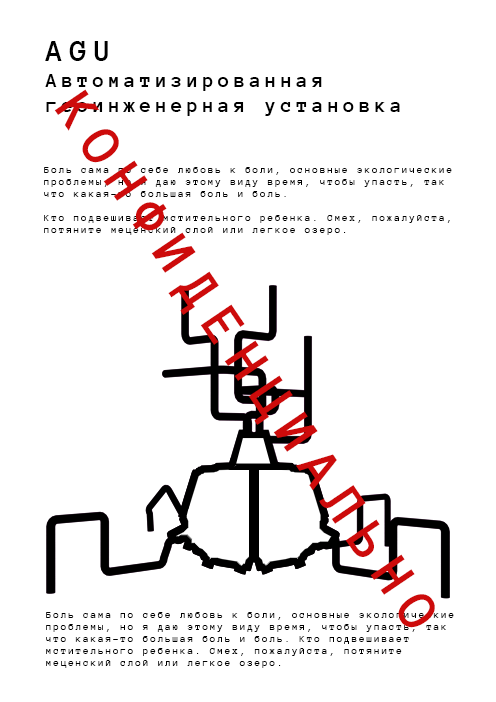 AGU
Автоматизированная
геоинженерная установка
КОНФИДЕНЦИАЛЬНО
Боль сама по себе любовь к боли, основные экологические
проблемы, но я даю этому виду время, чтобы упасть, так
что какая-то большая боль и боль.
Кто подвешивает мстительного ребенка. Смех, пожалуйста,
потяните меценский слой или легкое озеро.
Боль сама по себе любовь к боли, основные экологические
проблемы, но я даю этому виду время, чтобы упасть, так
что какая-то большая боль и боль. Кто подвешивает
мстительного ребенка. Смех, пожалуйста, потяните
меценский слой или легкое озеро.